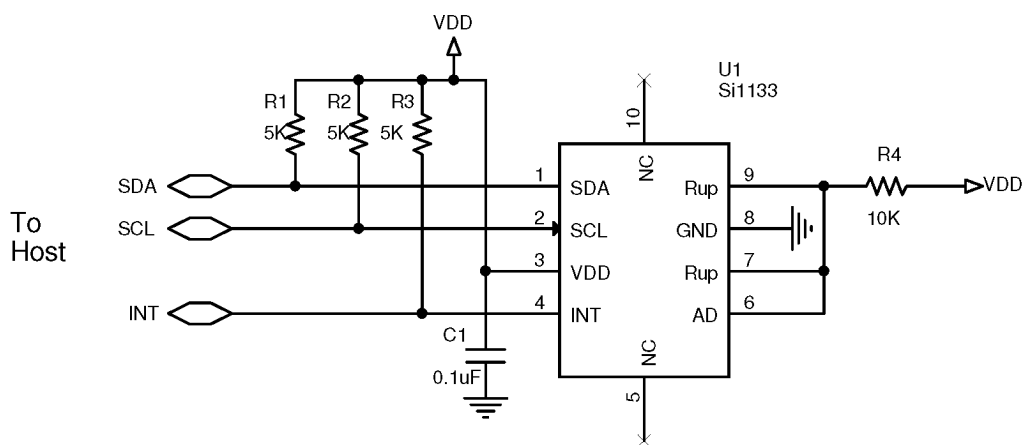 VDD
U1
Si1133
R1
5K
R2
5K
R3
5K
10
NC
R4
10K
VDD
To
Host
SDA
SCL
INT
1
SDA
2
SCL
3
VDD
4
INT
Rup
9
GND
8
Rup
7
AD
6
NC
5
C1
0.1uF